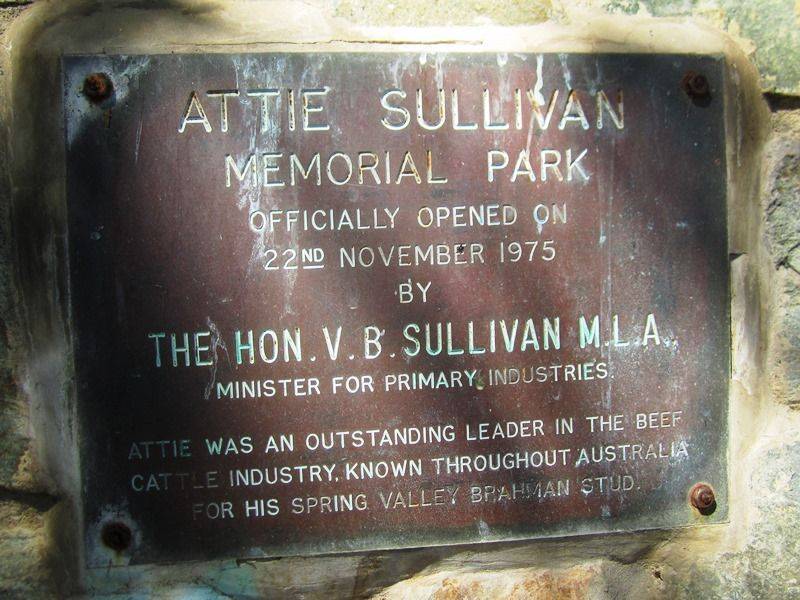 ATTIE SULLIVAN
MEMORIAL PARK
OFFICIALLY OPENED ON
22ND NOVEMBER 1975
BY
THE HON. V. B. SULLIVAN M.L.A.,
MINISTER FOR PRIMARY INDUSTRIES.
ATTIE WAS AN OUTSTANDING LEADER IN THE BEEF
CATTLE INDUSTRY, KNOWN THROUGHOUT AUSTRALIA
FOR HIS SPRING VALLEY BRAHMAN STUD.